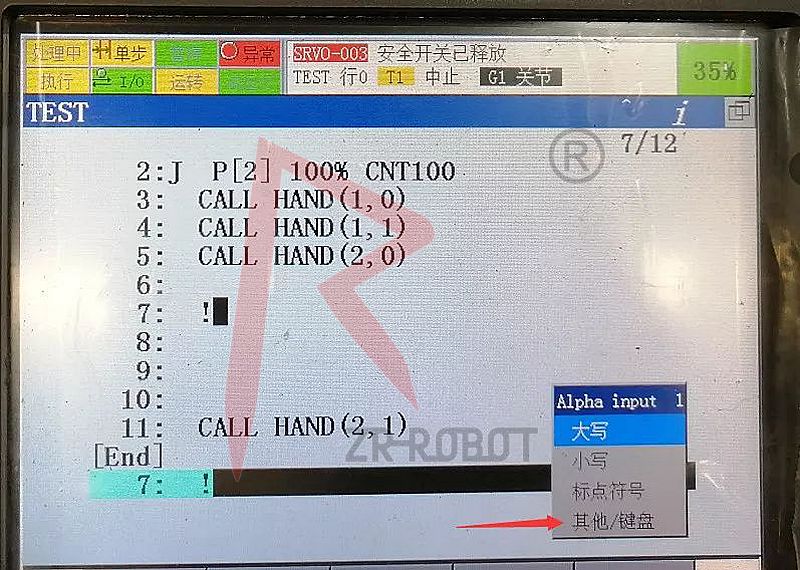 处理中 单步 暂停 异常 SRVO-003 安全开关已释放
执行 I/O 运转 TEST 行0 T1 中止 G1 关节 35%
TEST
7/12
2:J P[2] 100% CNT100
3: CALL HAND(1,0)
4: CALL HAND(1,1)
5: CALL HAND(2,0)
6:
7: !
8:
9:
10:
11: CALL HAND(2,1)
[End]
7: !
Alpha input 1
大写
小写
标点符号
其他/键盘
ZR-ROBOT
®